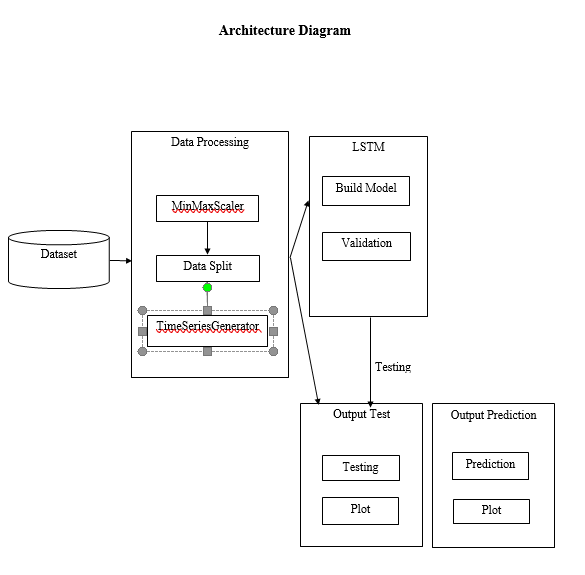 Architecture Diagram
Data Processing
MinMaxScaler
Data Split
TimeSeriesGenerator
Dataset
LSTM
Build Model
Validation
Testing
Output Test
Testing
Plot
Output Prediction
Prediction
Plot